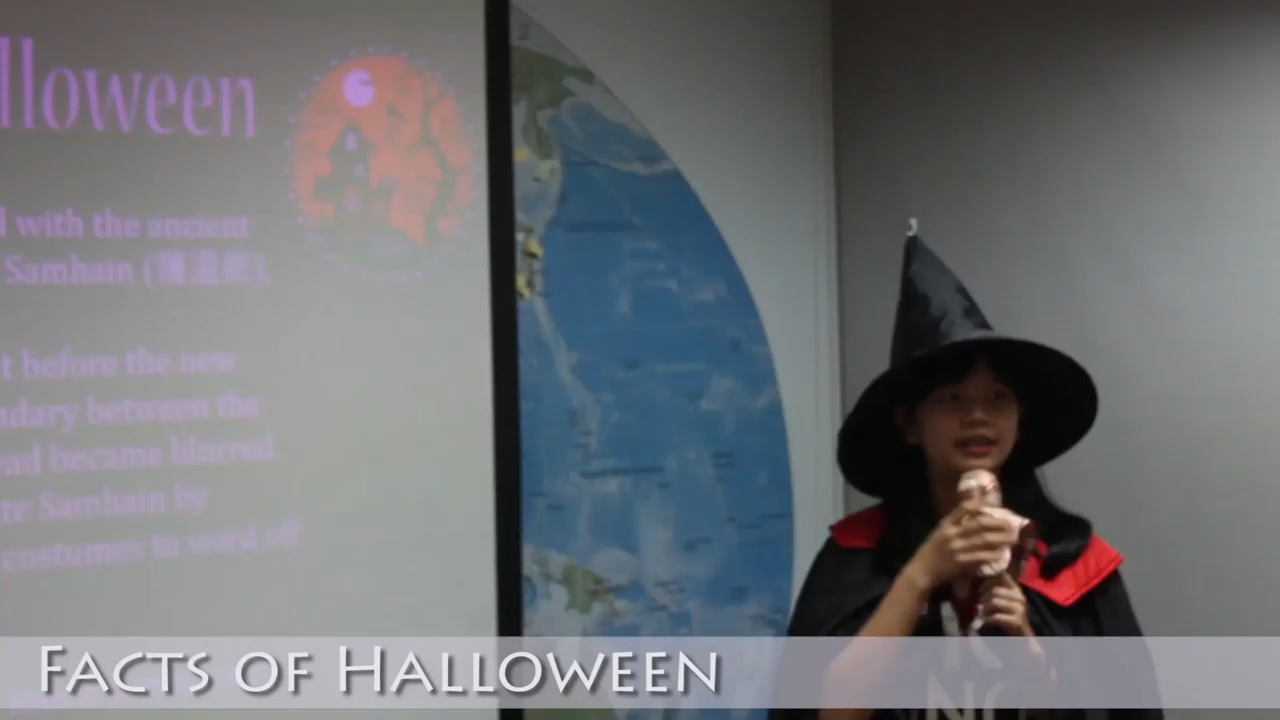 lloween
with the ancient
Samhain (
t before the new
ndary between the
ead became blurred
te Samhain by
costumes to ward off
FACTS OF HALLOWEEN